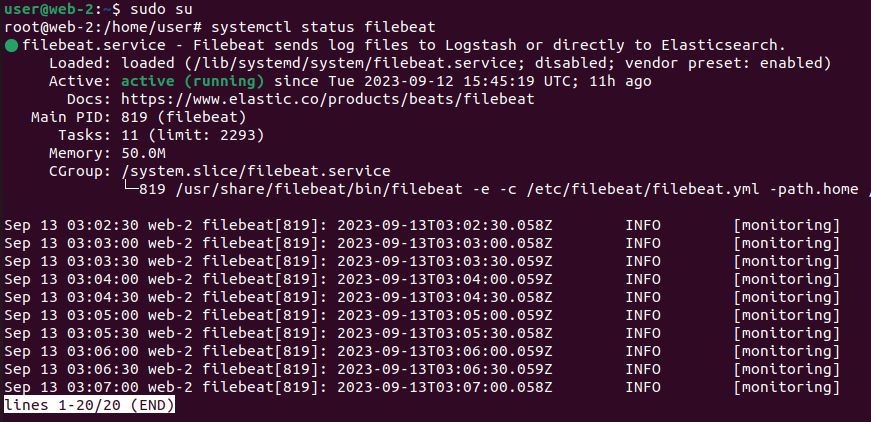 user@web-2:~$ sudo su
root@web-2:/home/user# systemctl status filebeat
● filebeat.service - Filebeat sends log files to Logstash or directly to Elasticsearch.
     Loaded: loaded (/lib/systemd/system/filebeat.service; disabled; vendor preset: enabled)
     Active: active (running) since Tue 2023-09-12 15:45:19 UTC; 11h ago
       Docs: https://www.elastic.co/products/beats/filebeat
   Main PID: 819 (filebeat)
      Tasks: 11 (limit: 2293)
     Memory: 50.0M
     CGroup: /system.slice/filebeat.service
             └─819 /usr/share/filebeat/bin/filebeat -e -c /etc/filebeat/filebeat.yml -path.home /
Sep 13 03:02:30 web-2 filebeat[819]: 2023-09-13T03:02:30.058Z        INFO        [monitoring]
Sep 13 03:03:00 web-2 filebeat[819]: 2023-09-13T03:03:00.058Z        INFO        [monitoring]
Sep 13 03:03:30 web-2 filebeat[819]: 2023-09-13T03:03:30.059Z        INFO        [monitoring]
Sep 13 03:04:00 web-2 filebeat[819]: 2023-09-13T03:04:00.059Z        INFO        [monitoring]
Sep 13 03:04:30 web-2 filebeat[819]: 2023-09-13T03:04:30.058Z        INFO        [monitoring]
Sep 13 03:05:00 web-2 filebeat[819]: 2023-09-13T03:05:00.059Z        INFO        [monitoring]
Sep 13 03:05:30 web-2 filebeat[819]: 2023-09-13T03:05:30.058Z        INFO        [monitoring]
Sep 13 03:06:00 web-2 filebeat[819]: 2023-09-13T03:06:00.059Z        INFO        [monitoring]
Sep 13 03:06:30 web-2 filebeat[819]: 2023-09-13T03:06:30.059Z        INFO        [monitoring]
Sep 13 03:07:00 web-2 filebeat[819]: 2023-09-13T03:07:00.058Z        INFO        [monitoring]
lines 1-20/20 (END)